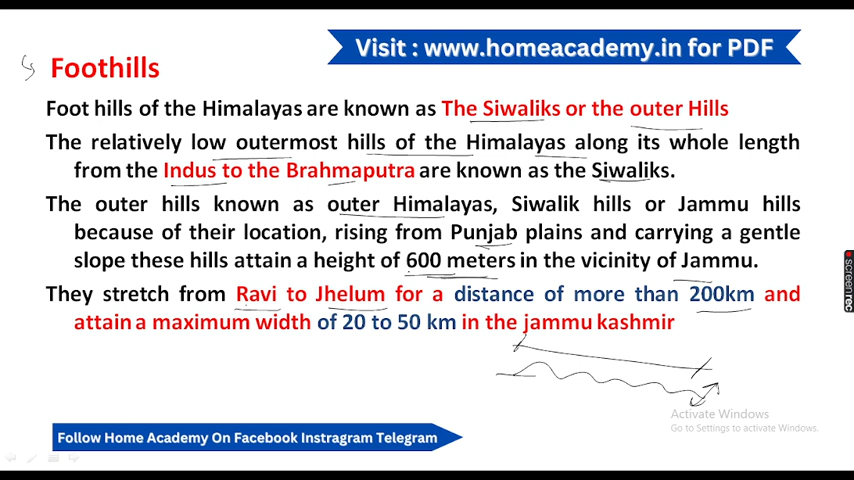 Visit : www.homeacademy.in for PDF
Foothills
Foot hills of the Himalayas are known as The Siwaliks or the outer Hills
The relatively low outermost hills of the Himalayas along its whole length
from the Indus to the Brahmaputra are known as the Siwaliks.
The outer hills known as outer Himalayas, Siwalik hills or Jammu hills
because of their location, rising from Punjab plains and carrying a gentle
slope these hills attain a height of 600 meters in the vicinity of Jammu.
They stretch from Ravi to Jhelum for a distance of more than 200km and
attain a maximum width of 20 to 50 km in the jammu kashmir
Activate Windows
Go to Settings to activate Windows.
Follow Home Academy On Facebook Instragram Telegram
screenrec